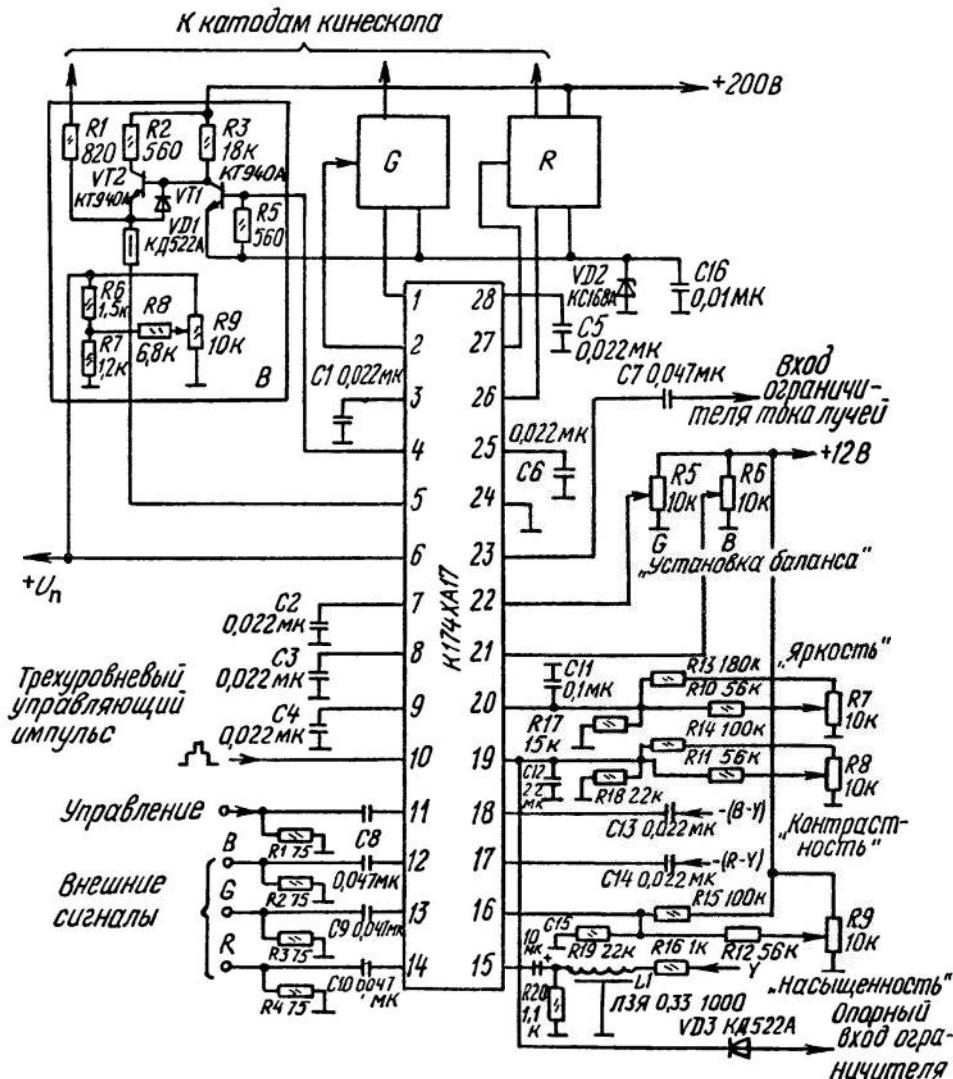 К катодам кинескопа
+200В
R1
820
R2
560
R3
18к
КТ940А
VT2
КТ940А
VT1
VD1
КД522А
R5
560
R6
1,5к
R8
6,8к
R9
10к
R7
1,2к
В
G
R
VD2
КС168А
C16
0,01МК
1
2
3
4
5
6
7
8
9
10
11
12
13
14
28
27
26
25
24
23
22
21
20
19
18
17
16
15
К174ХА17
C5
0,022МК
C1 0,022МК
C7 0,047МК
Вход
ограничи-
теля тока лучей
0,022МК
C6
+12В
R5
10К
G
R6
10К
В
„Установка баланса"
+Uп
C2
0,022МК
C3
0,022МК
C4
0,022МК
Трехуровневый
управляющий
импульс
C11
0,1МК
R13 180К
„Яркость"
R10 56К
R7
10К
R17
15К
R14 100К
R11 56К
R8
10К
C12
22
МК
R18 22К
Управление
C8
R1 75
C13 0,022МК
-(В-Y)
„Контраст-
ность"
-(R-Y)
C14 0,022МК
Внешние
сигналы
В
0,047МК
R2 75
G
C9 0,047МК
R3 75
R
C10 0,047
МК
R4 75
R15 100К
C15
10
МК
+
R19 22К
R16 1К
R12 56К
R9
10К
Y
L1
R20
1,1
К
ЛЗЯ 0,33 1000
„Насыщенность"
VD3 КД522А
Опорный
вход огра-
ничителя